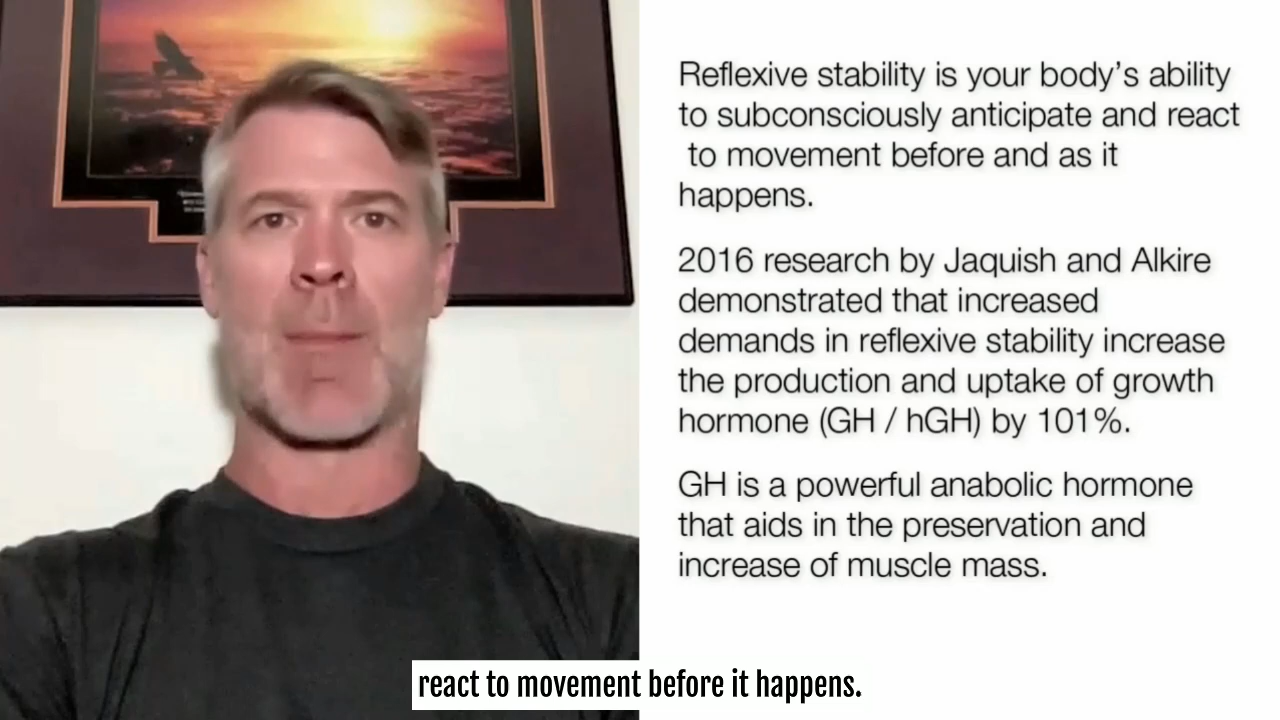 Reflexive stability is your body’s ability
to subconsciously anticipate and react
to movement before and as it
happens.
2016 research by Jaquish and Alkire
demonstrated that increased
demands in reflexive stability increase
the production and uptake of growth
hormone (GH / hGH) by 101%.
GH is a powerful anabolic hormone
that aids in the preservation and
increase of muscle mass.
react to movement before it happens.